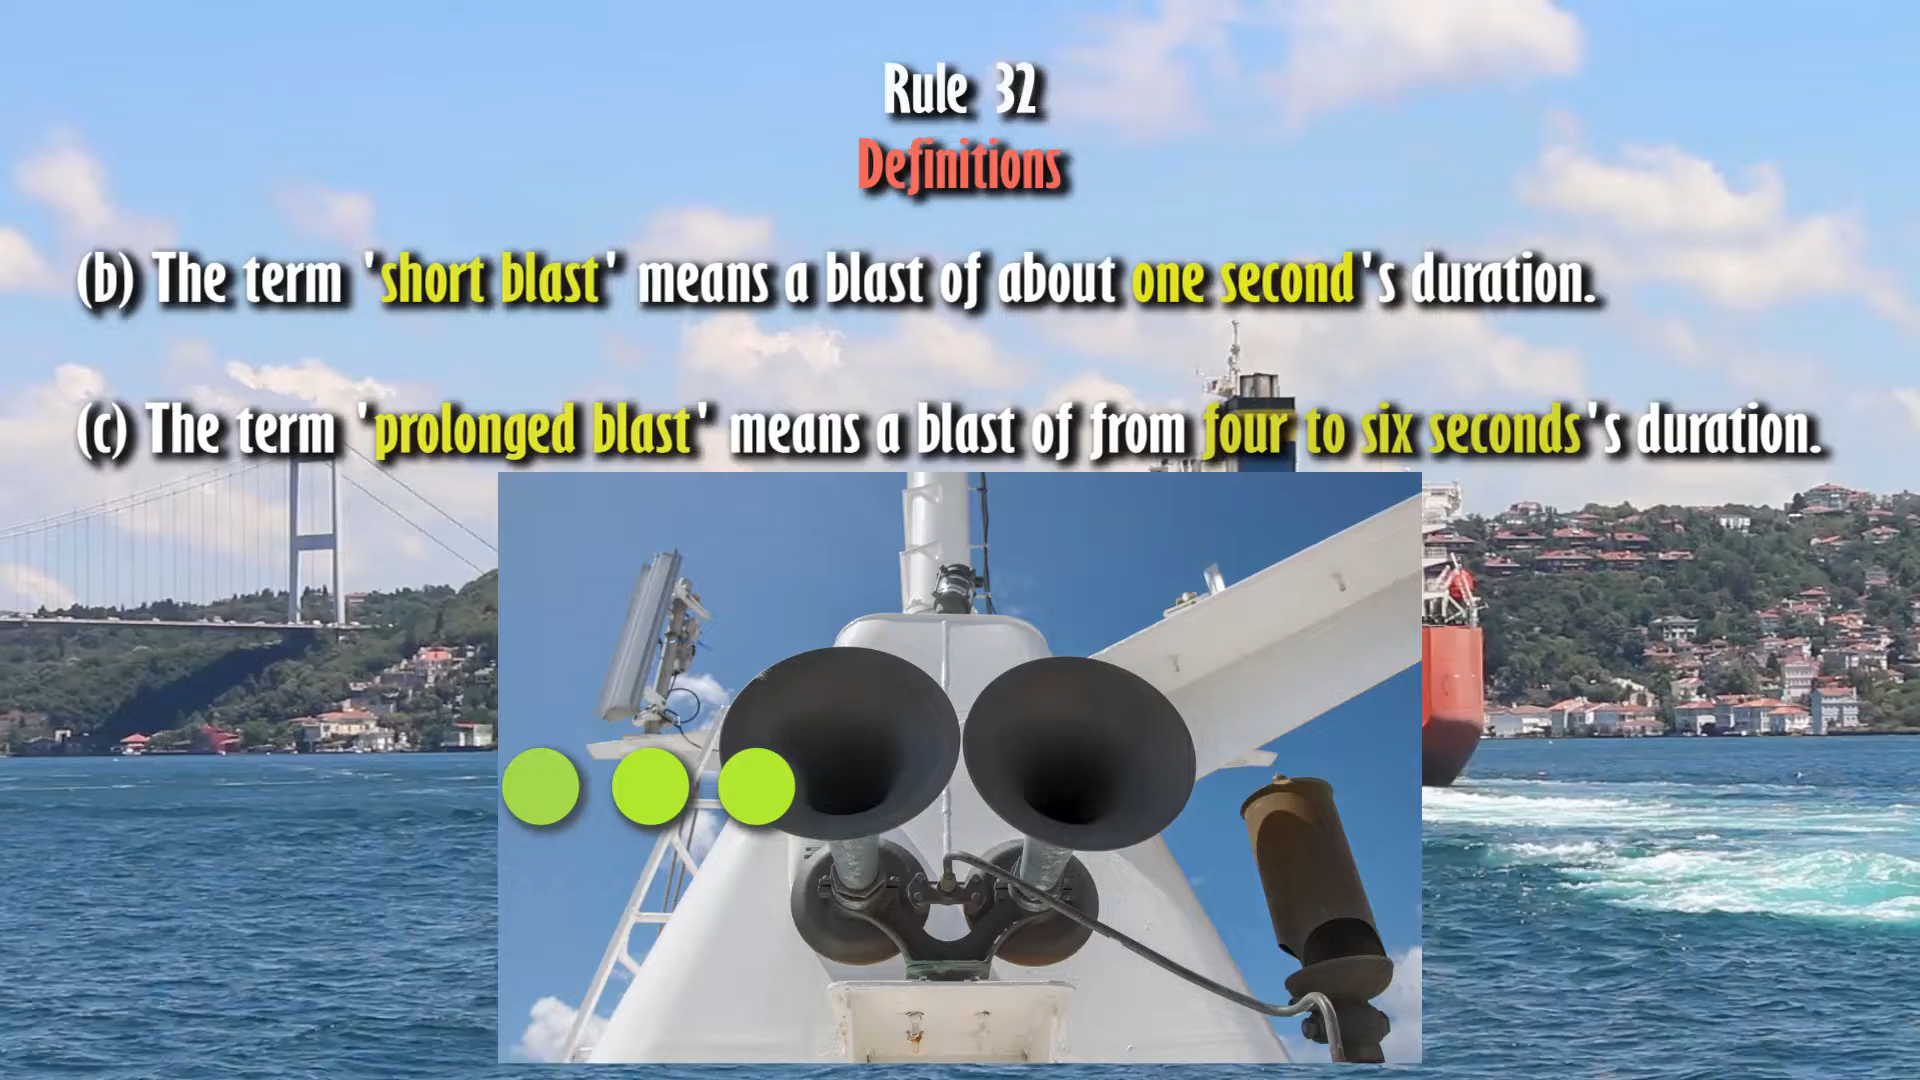 Rule 32
Definitions
(b) The term 'short blast' means a blast of about one second's duration.
(c) The term 'prolonged blast' means a blast of from four to six seconds's duration.